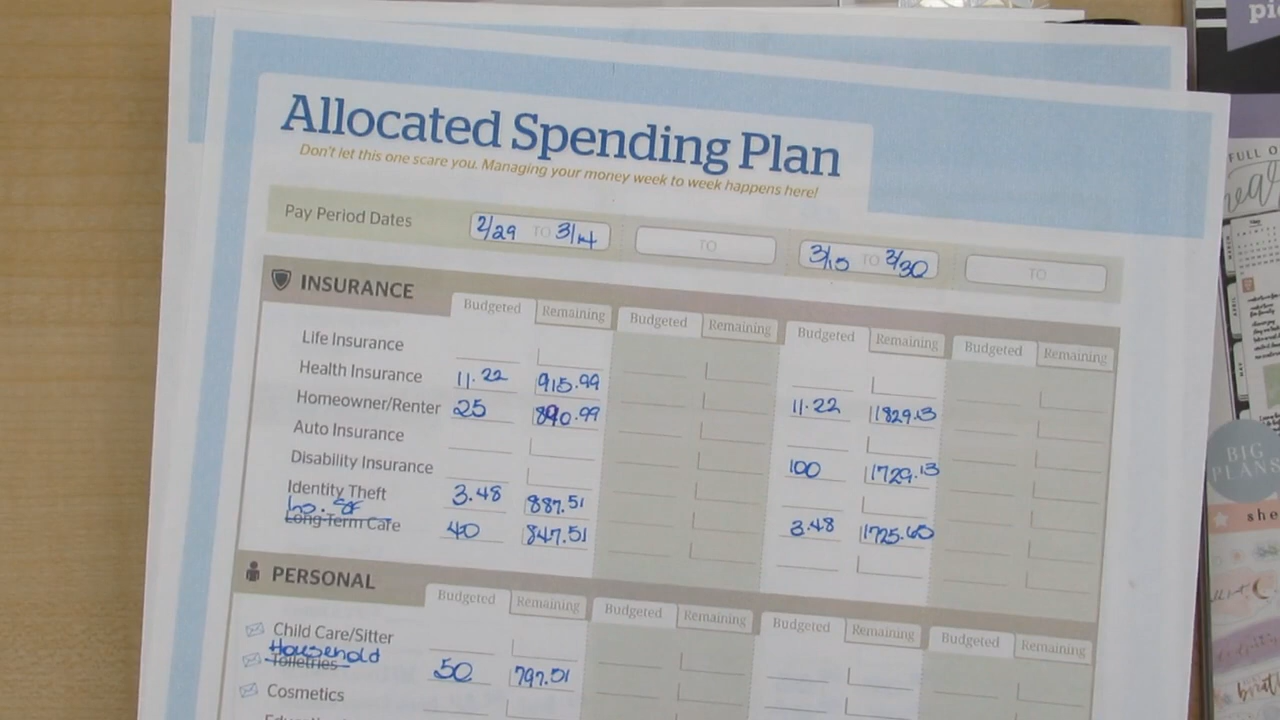 Allocated Spending Plan
Don't let this one scare you. Managing your money week to week happens here!
Pay Period Dates 2/29 TO 3/14 TO 3/15 TO 3/30 TO
INSURANCE
Budgeted Remaining Budgeted Remaining Budgeted Remaining Budgeted Remaining
Life Insurance
Health Insurance 11.22 915.99 11.22 1829.13
Homeowner/Renter 25 890.99
Auto Insurance 100 1729.13
Disability Insurance
Identity Theft 3.48 887.51 3.48 1725.65
Long-Term Care 40 847.51
PERSONAL
Budgeted Remaining Budgeted Remaining Budgeted Remaining Budgeted Remaining
Child Care/Sitter
Household
Toiletries 50 797.51
Cosmetics
FULL O
BIG
PLANS
she